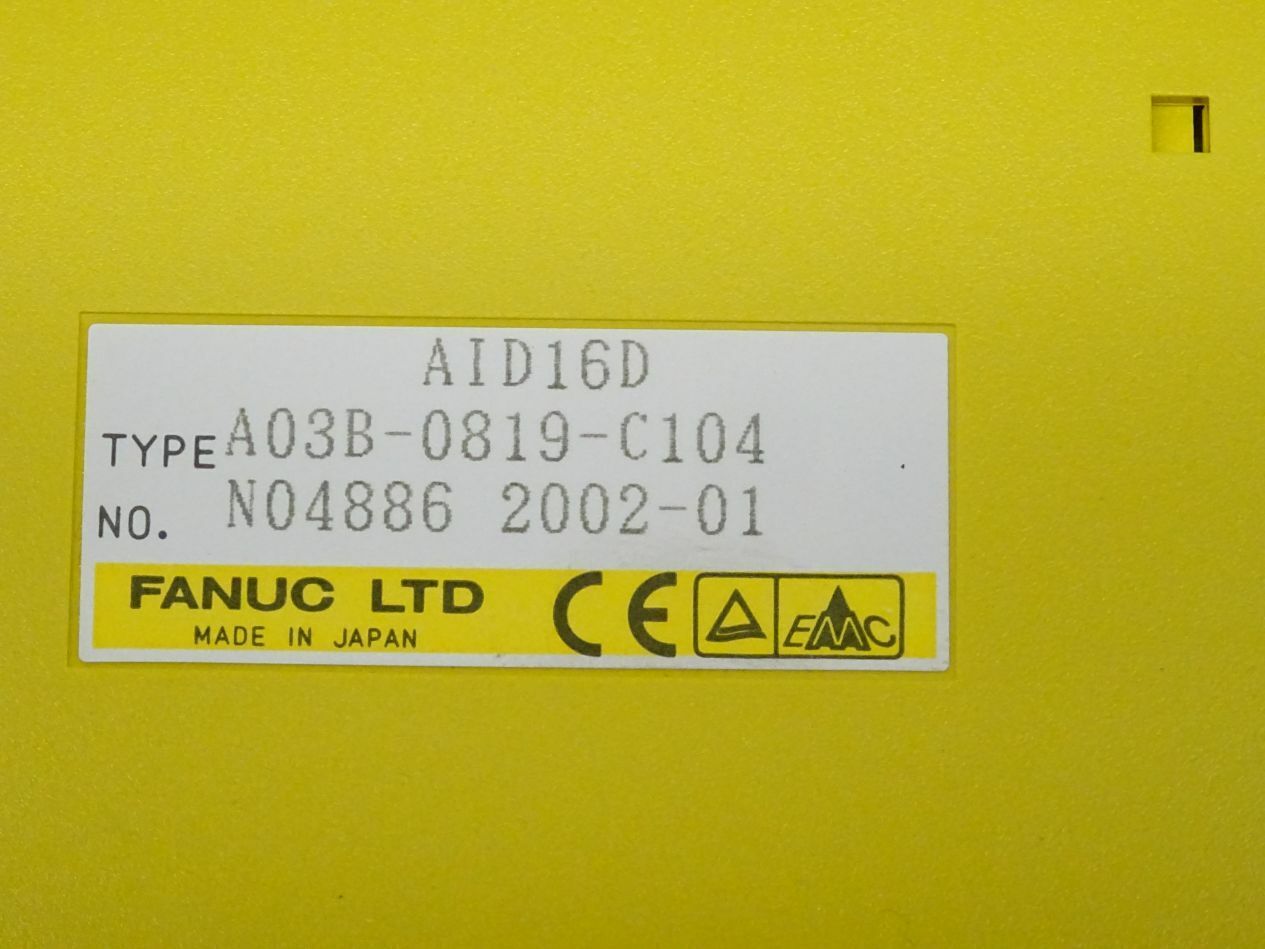 AID16D
TYPE A03B-0819-C104
NO. N04886 2002-01
FANUC LTD
MADE IN JAPAN
CE
EMC